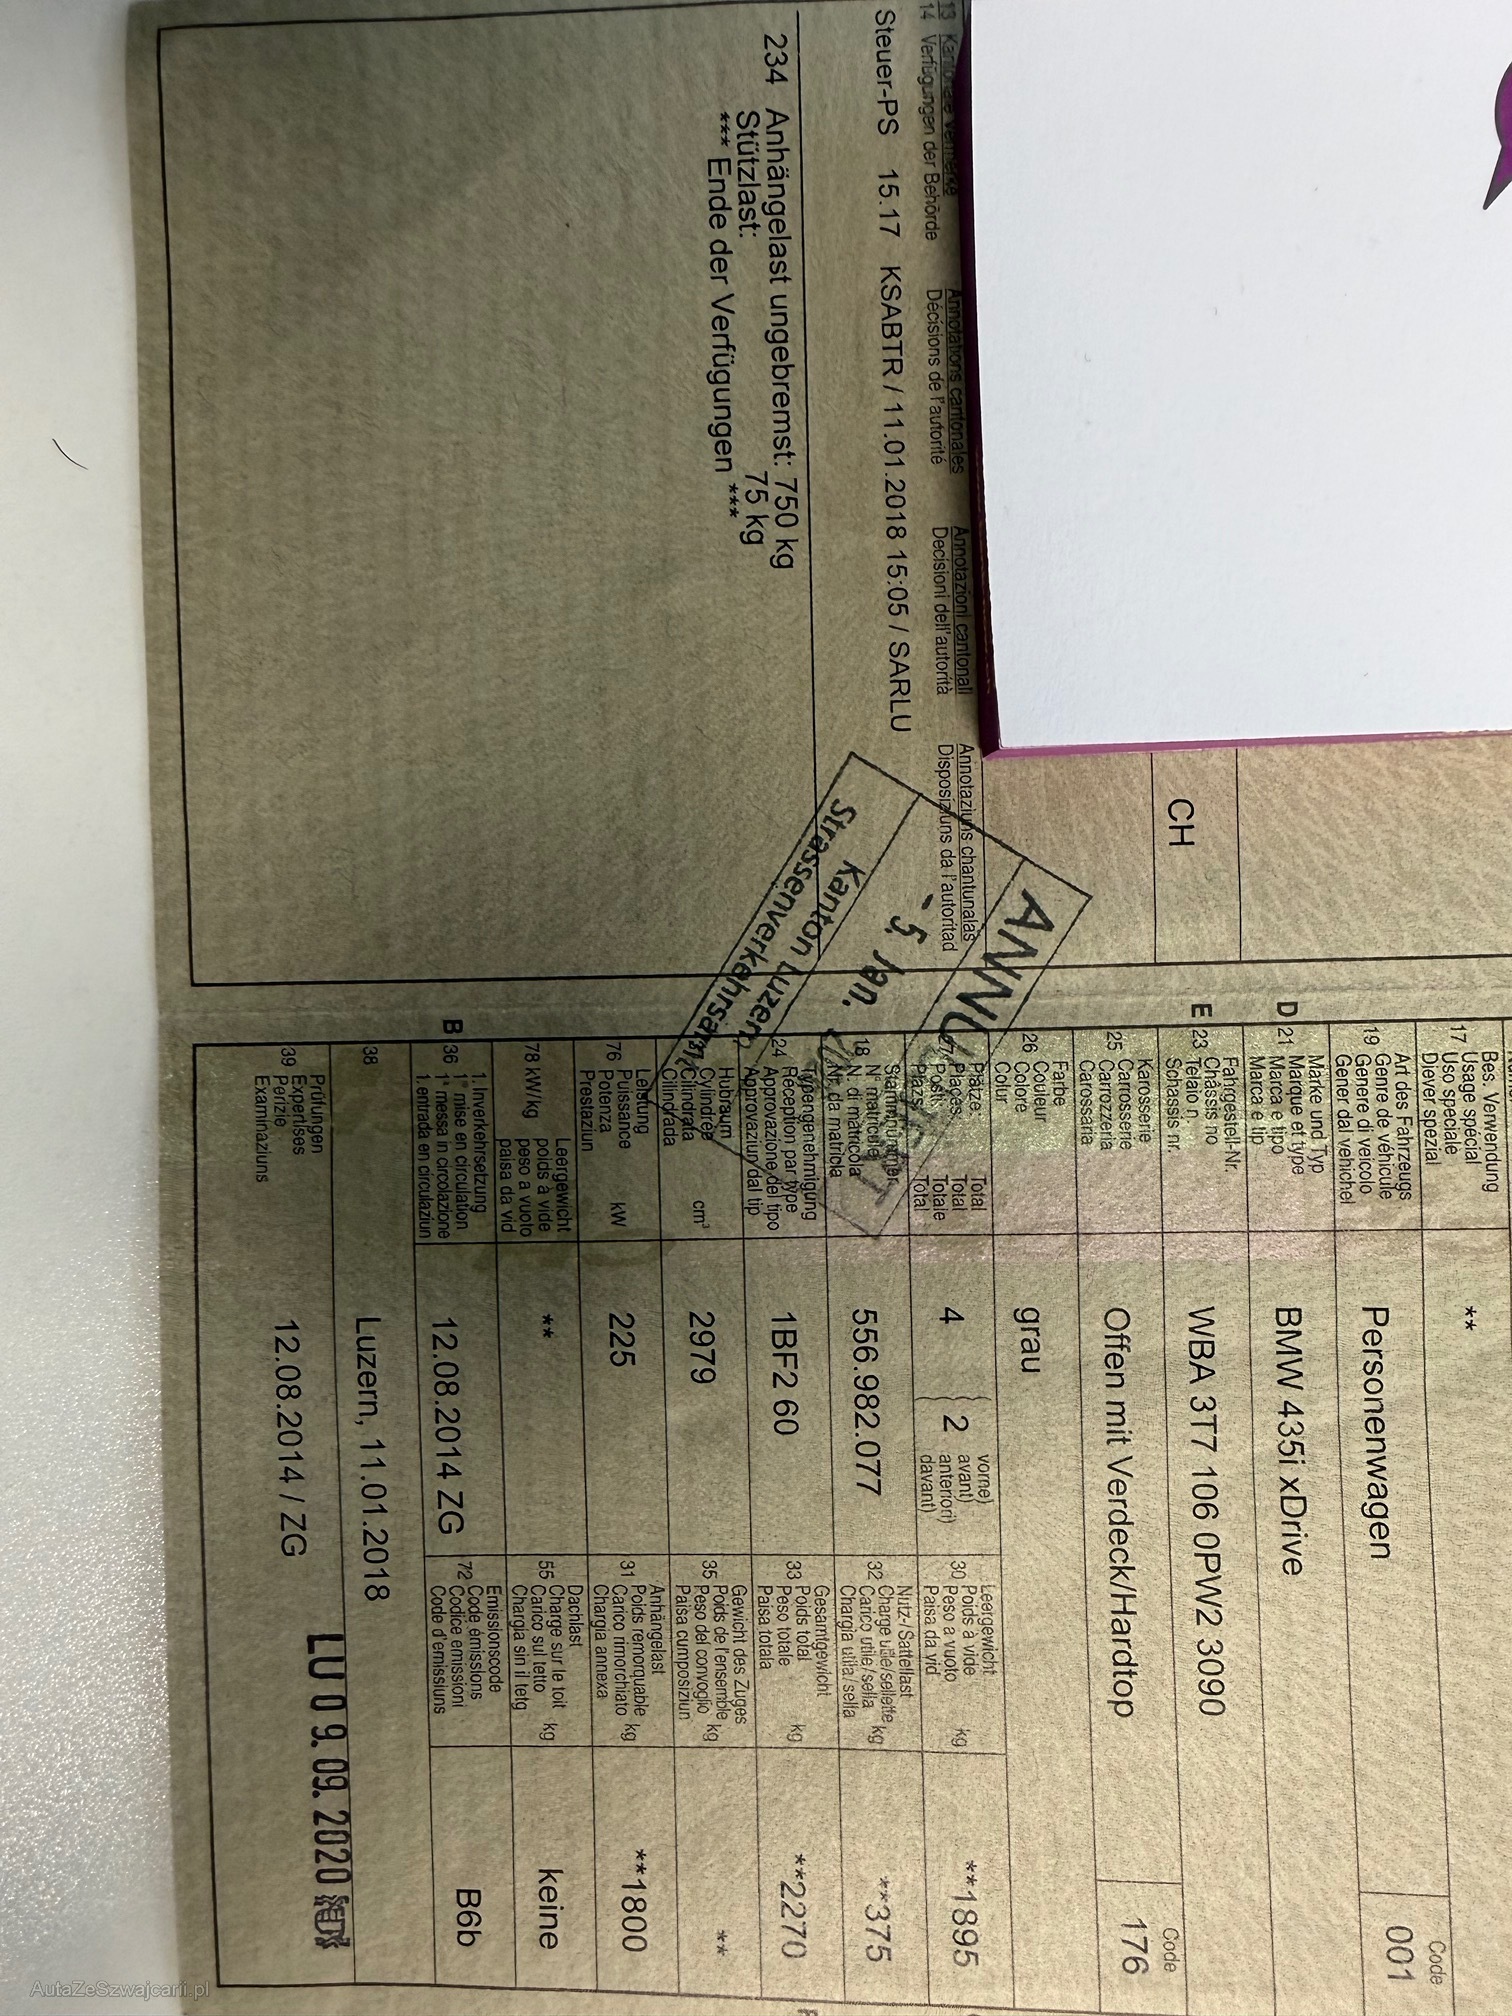 13 Kantonale Vermerke Annotations cantonales Annotazioni cantonali Annotaziuns chantunalas
14 Verfügungen der Behörde Décisions de l'autorité Decisioni dell'autorità Disposiziuns da l'autoritad
Steuer-PS 15.17 KSABTR / 11.01.2018 15:05 / SARLU
234 Anhängelast ungebremst: 750 kg
Stützlast: 75 kg
*** Ende der Verfügungen ***
CH
- 5. Jan.
Kanton Luzern
Bes. Verwendung
17 Usage spécial
Uso speciale
Diever spezial
**
Art des Fahrzeugs
19 Genre de véhicule
Genere di veicolo
Gener dal vehichel
Personenwagen
Code
001
Marke und Typ
D 21 Marque et type
Marca e tipo
Marca e tip
BMW 435i xDrive
Fahrgestell-Nr.
E 23 Châssis no
Telaio n.
Schassis nr.
WBA 3T7 106 0PW2 3090
Karosserie
25 Carrosserie
Carrozzeria
Carossaria
Offen mit Verdeck/Hardtop
Code
176
Farbe
26 Couleur
Colore
Colur
grau
Plätze: Total
27 Places: Total
Posti: Totale
Plazs: Total
4
2
vorne)
avant)
anteriori)
davant)
Leergewicht
30 Poids à vide kg
Peso a vuoto
Paisa da vid
**1895
Stammnummer
18 N° matricule
N. di matricola
Nr. da matricla
556.982.077
Nutz-/Sattellast
32 Charge utile/sellette kg
Carico utile/sella
Chargia utila/sella
**375
Typengenehmigung
24 Réception par type
Approvazione del tipo
Approvaziun dal tip
1BF2 60
Gesamtgewicht
33 Poids total kg
Peso totale
Paisa totala
**2270
Hubraum
37 Cylindrée cm³
Cilindrata
Cilindrada
2979
Gewicht des Zuges
35 Poids de l'ensemble kg
Peso del convoglio
Paisa cumposiziun
**
Leistung
76 Puissance kW
Potenza
Prestaziun
225
Anhängelast
31 Poids remorquable kg
Carico rimorchiato
Chargia annexa
**1800
Leergewicht
78 kW/kg poids à vide
peso a vuoto
paisa da vid
**
Dachlast
55 Charge sur le toit kg
Carico sul tetto
Chargia sin il tetg
keine
1. Inverkehrsetzung
B 36 1° mise en circulation
1ª messa in circolazione
1. entrada en circulaziun
12.08.2014 ZG
Emissionscode
72 Code émissions
Codice emissioni
Code d'emissiuns
B6b
38
Luzern, 11.01.2018
Prüfungen
39 Expertises
Perizie
Examinaziuns
12.08.2014 / ZG
LU 0 9. 09. 2020
AutaZeSzwajcarii.pl